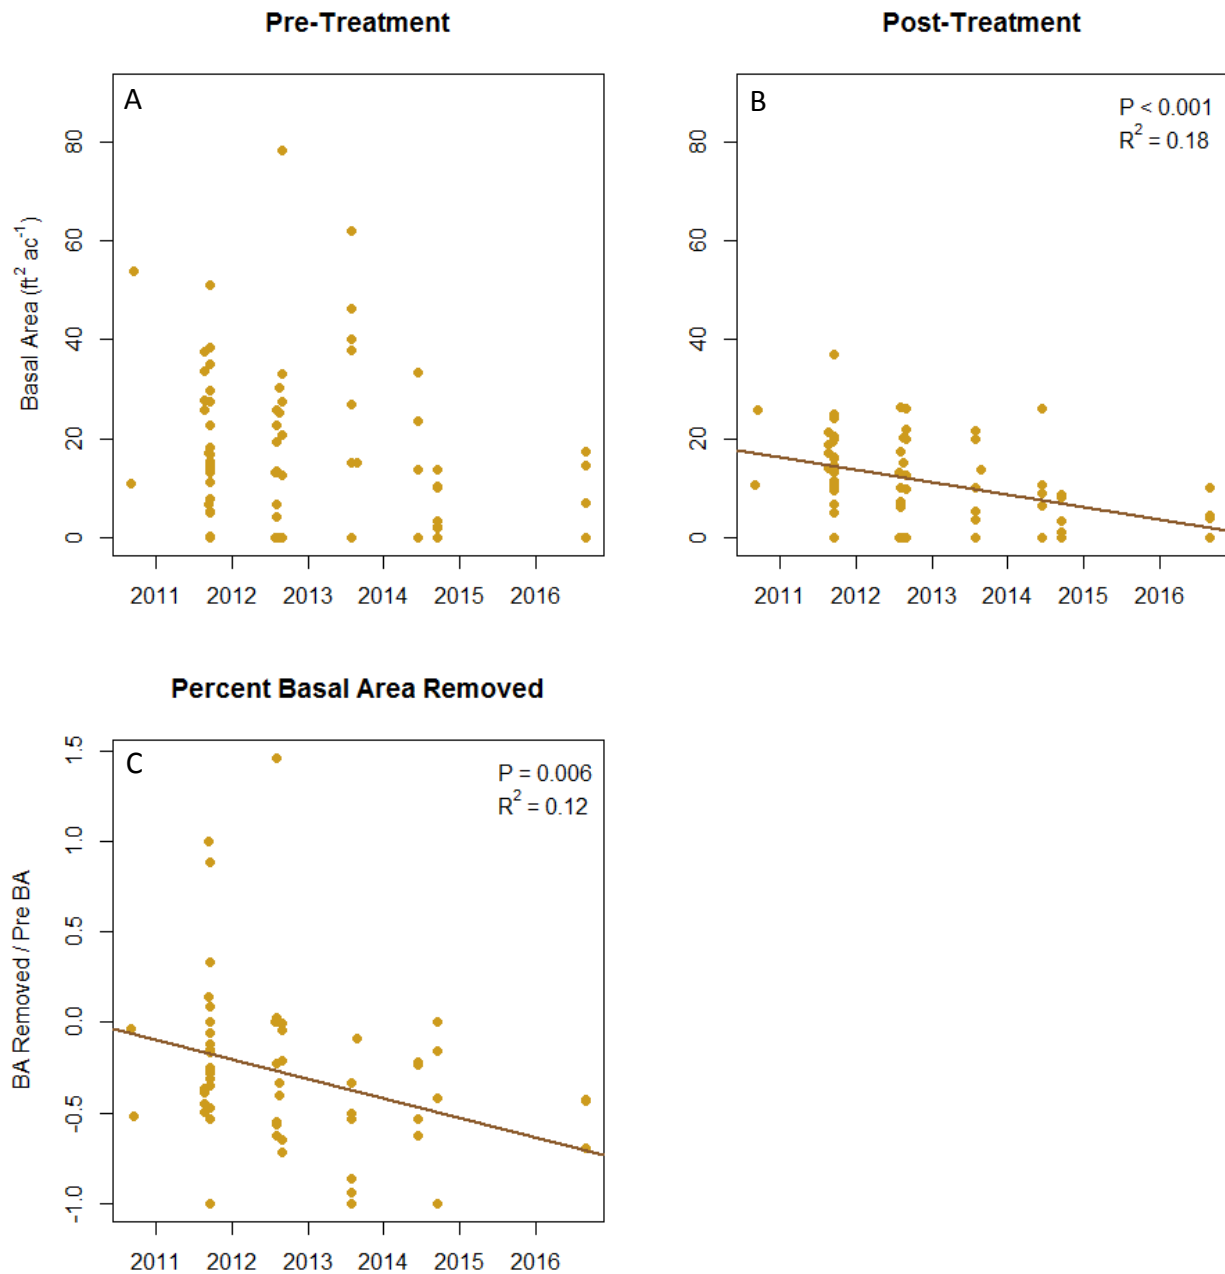 Pre-Treatment
A
Basal Area (ft² ac⁻¹)
80
60
40
20
0
2011 2012 2013 2014 2015 2016
Post-Treatment
B
P < 0.001
R² = 0.18
80
60
40
20
0
2011 2012 2013 2014 2015 2016
Percent Basal Area Removed
C
P = 0.006
R² = 0.12
BA Removed / Pre BA
1.5
1.0
0.5
0.0
-0.5
-1.0
2011 2012 2013 2014 2015 2016